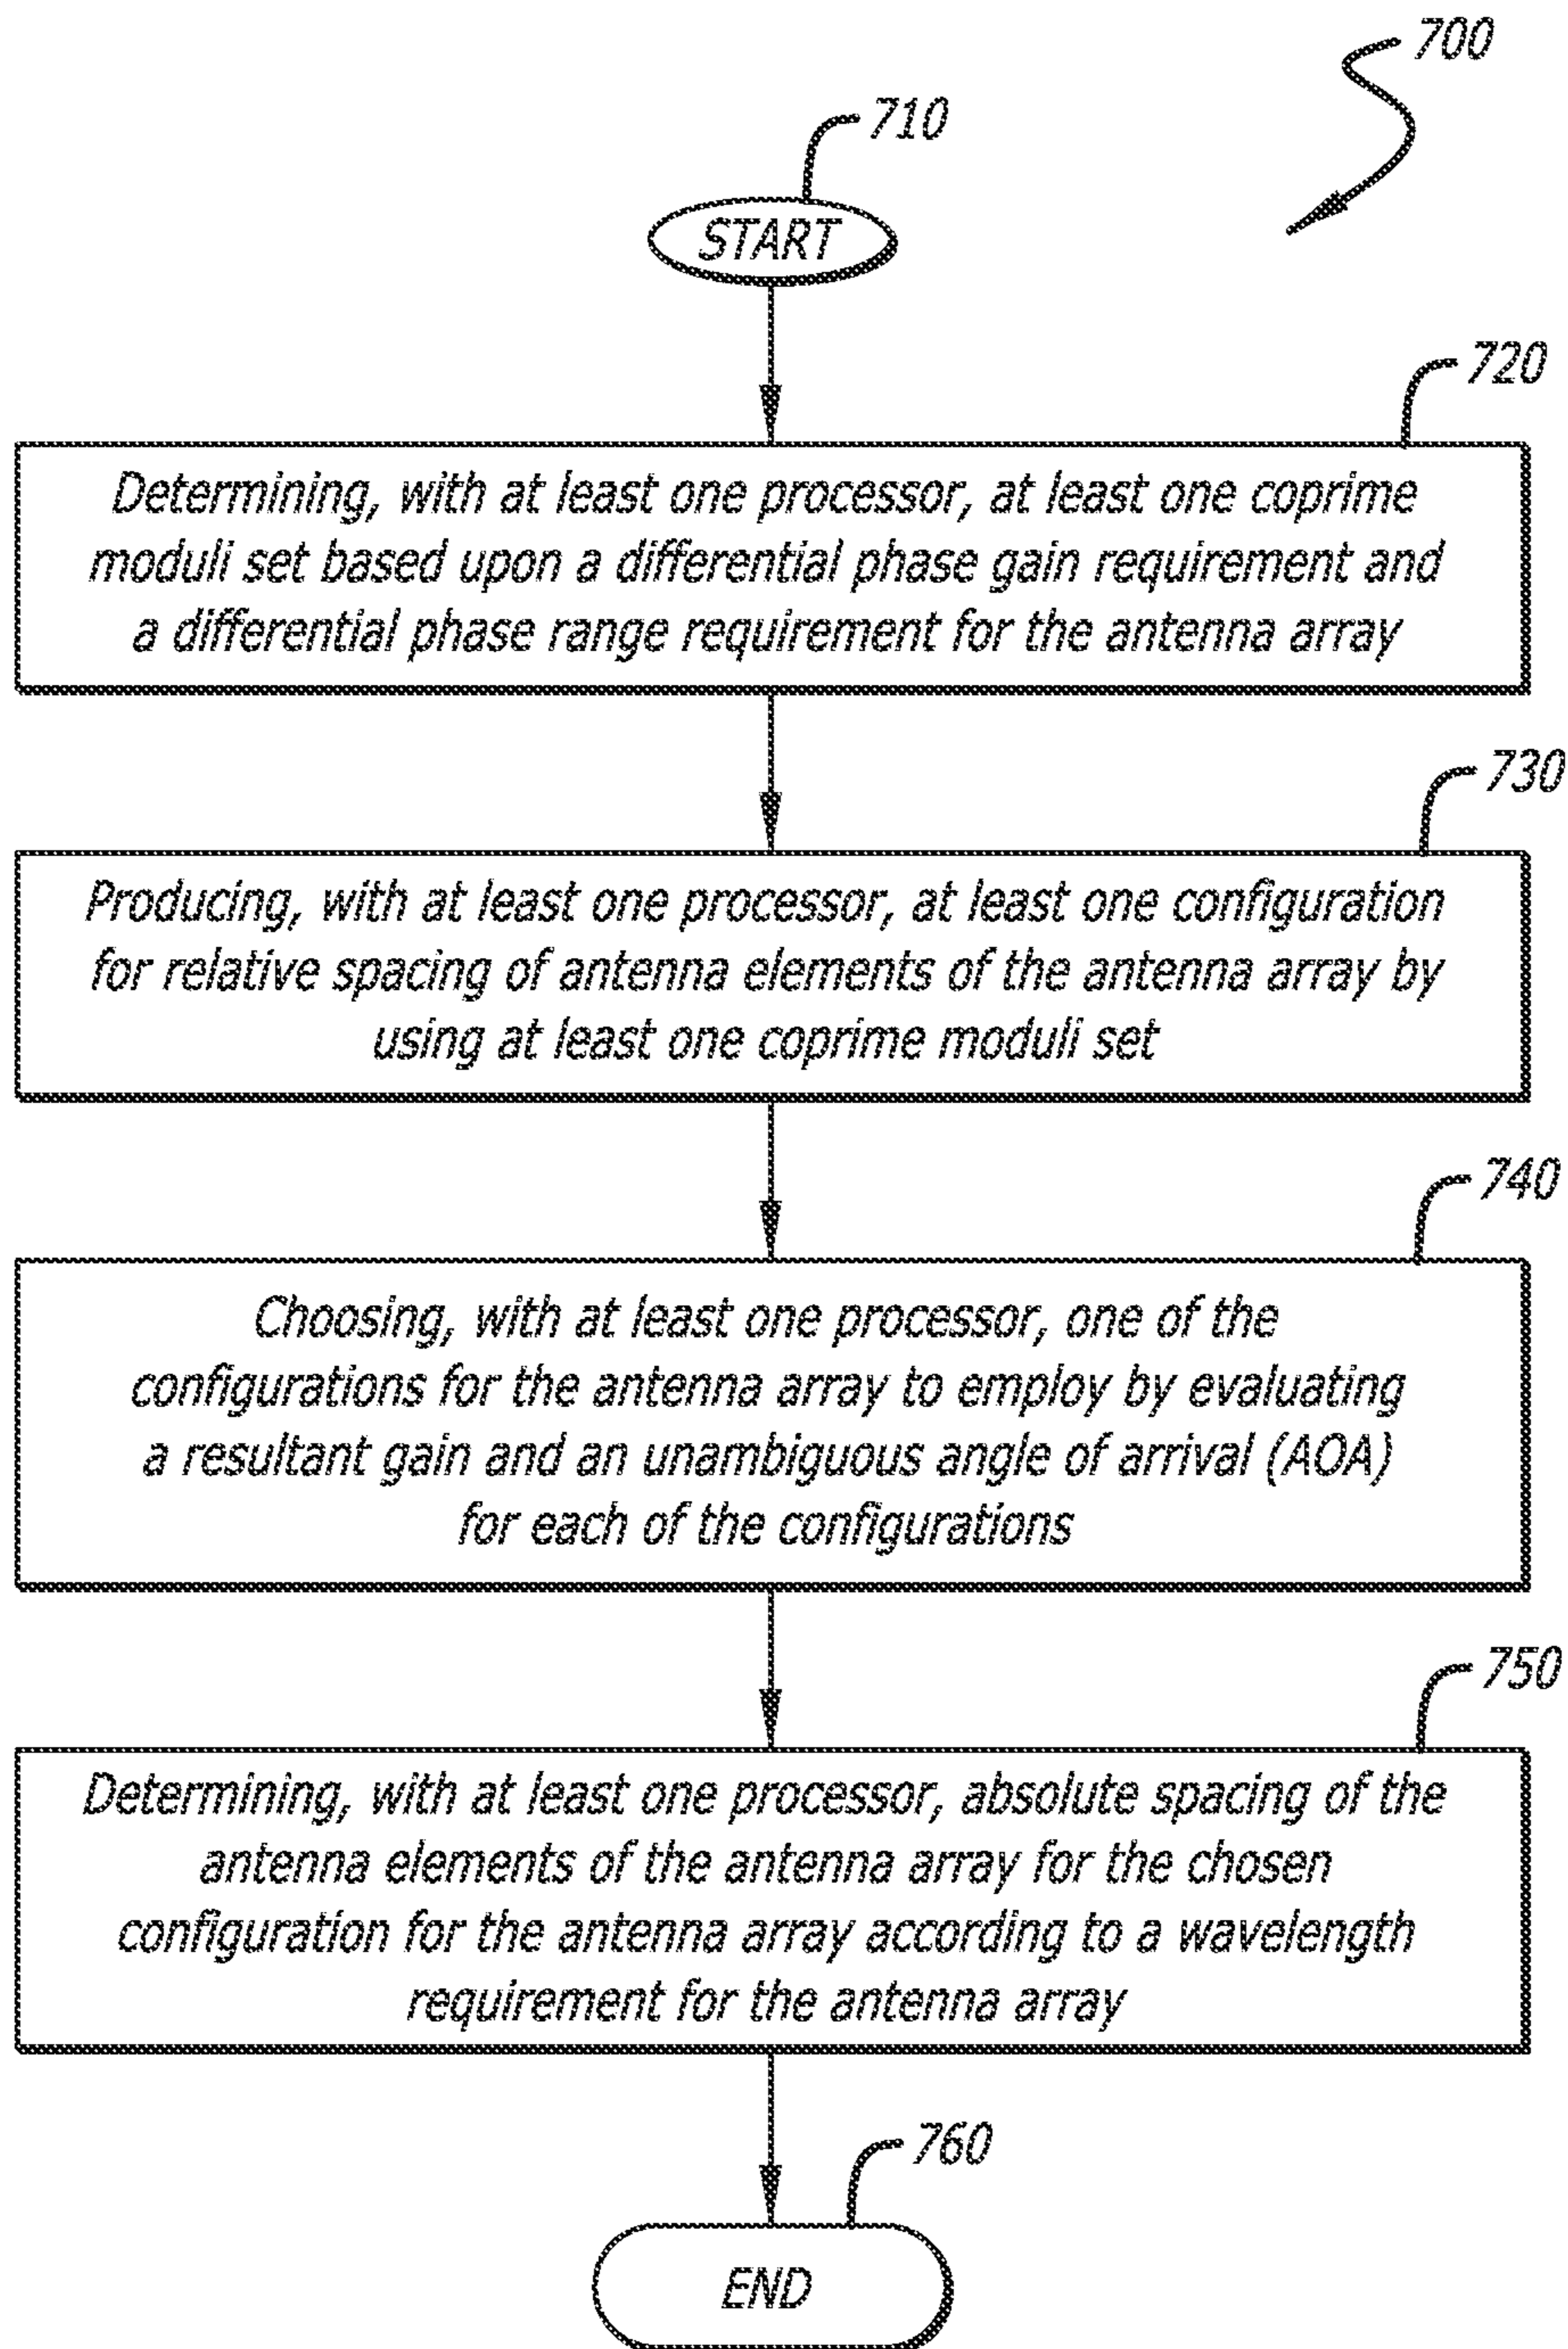 700
710
START
720
Determining, with at least one processor, at least one coprime
moduli set based upon a differential phase gain requirement and
a differential phase range requirement for the antenna array
730
Producing, with at least one processor, at least one configuration
for relative spacing of antenna elements of the antenna array by
using at least one coprime moduli set
740
Choosing, with at least one processor, one of the
configurations for the antenna array to employ by evaluating
a resultant gain and an unambiguous angle of arrival (AOA)
for each of the configurations
750
Determining, with at least one processor, absolute spacing of the
antenna elements of the antenna array for the chosen
configuration for the antenna array according to a wavelength
requirement for the antenna array
760
END